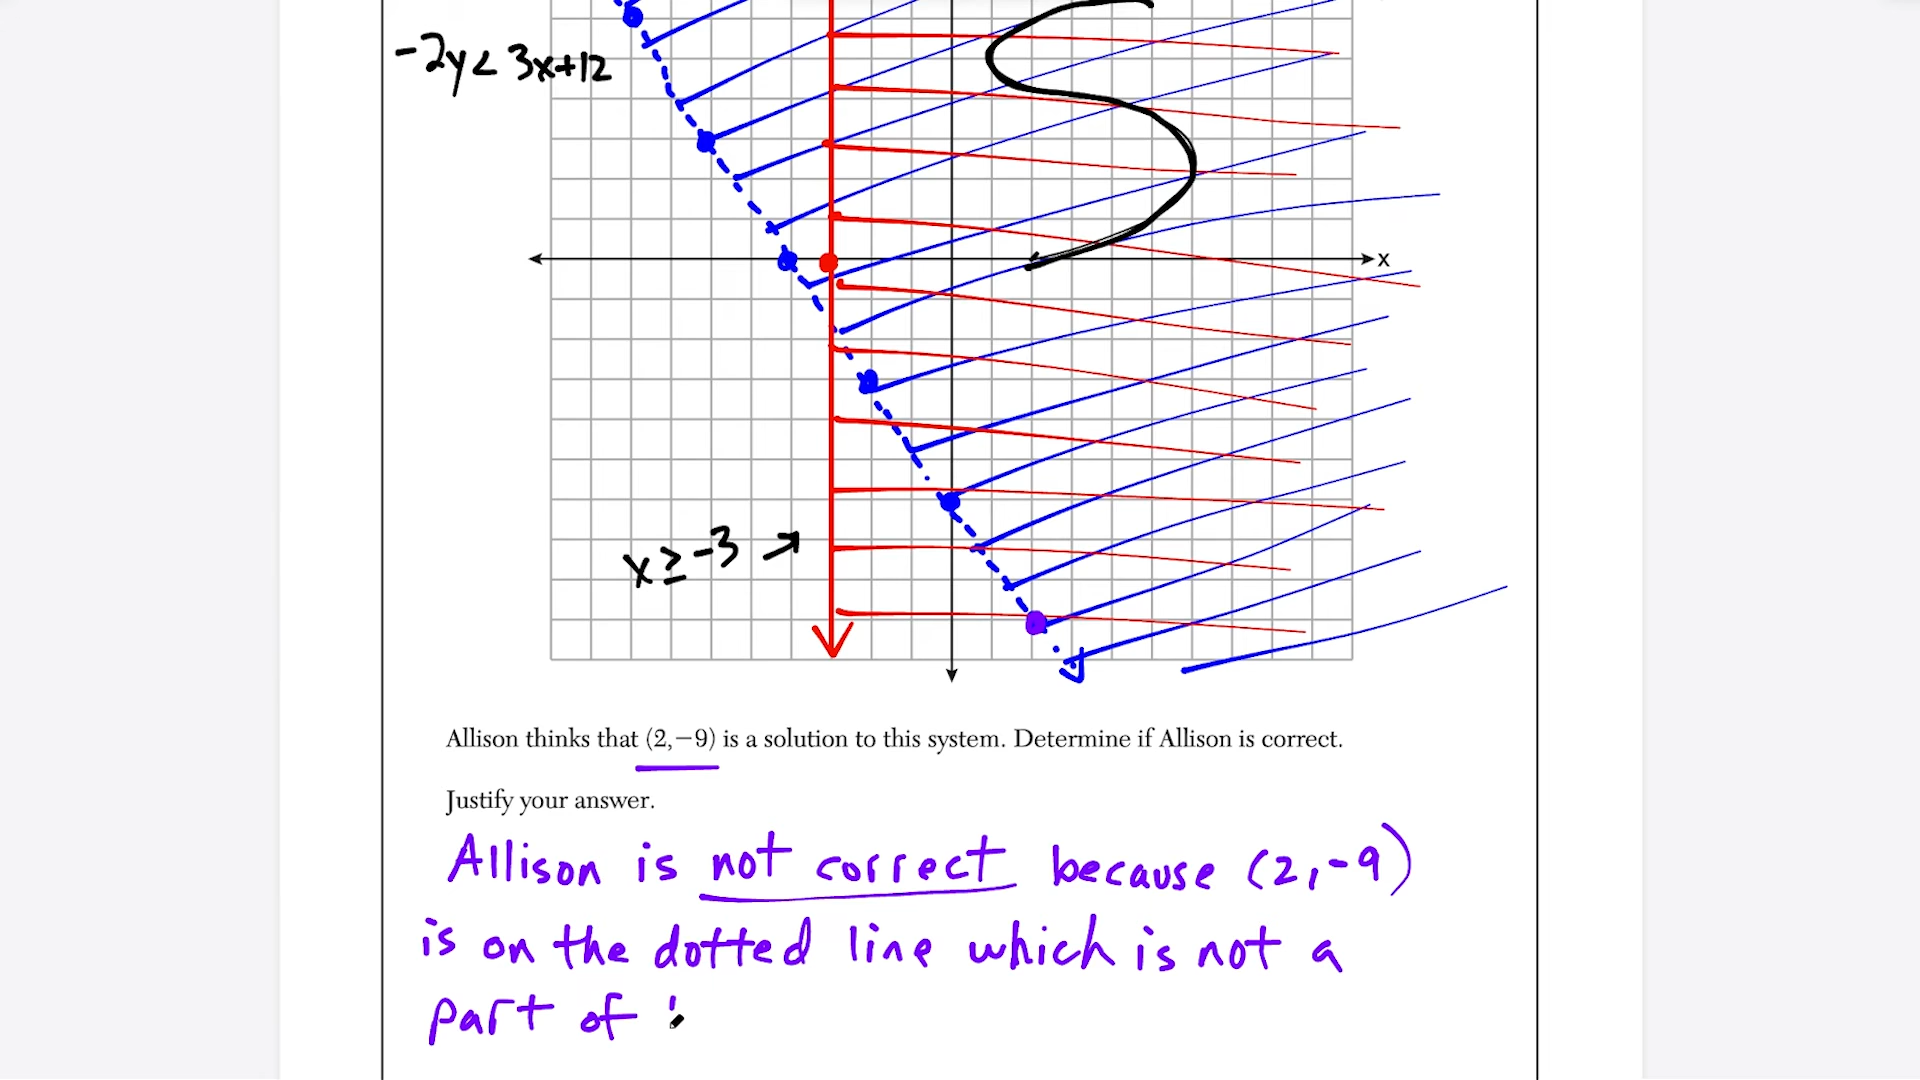 -2y < 3x+12
S
x
x ≥ -3 →
Allison thinks that (2,−9) is a solution to this system. Determine if Allison is correct.
Justify your answer.
Allison is not correct because (2,-9)
is on the dotted line which is not a
part of